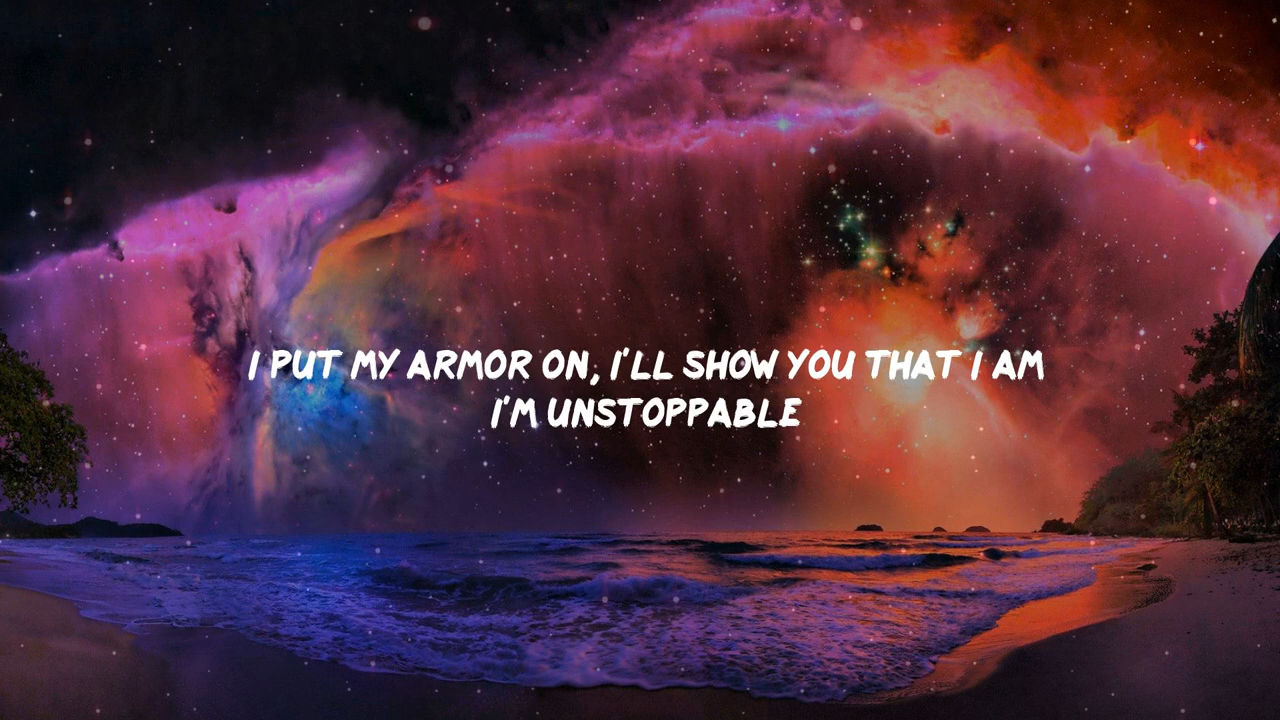 I PUT MY ARMOR ON, I'LL SHOW YOU THAT I AM
I'M UNSTOPPABLE